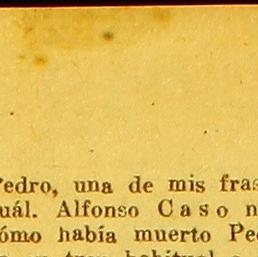 Pedro, una de mis fras
uál. Alfonso Caso n
ómo había muerto Pe